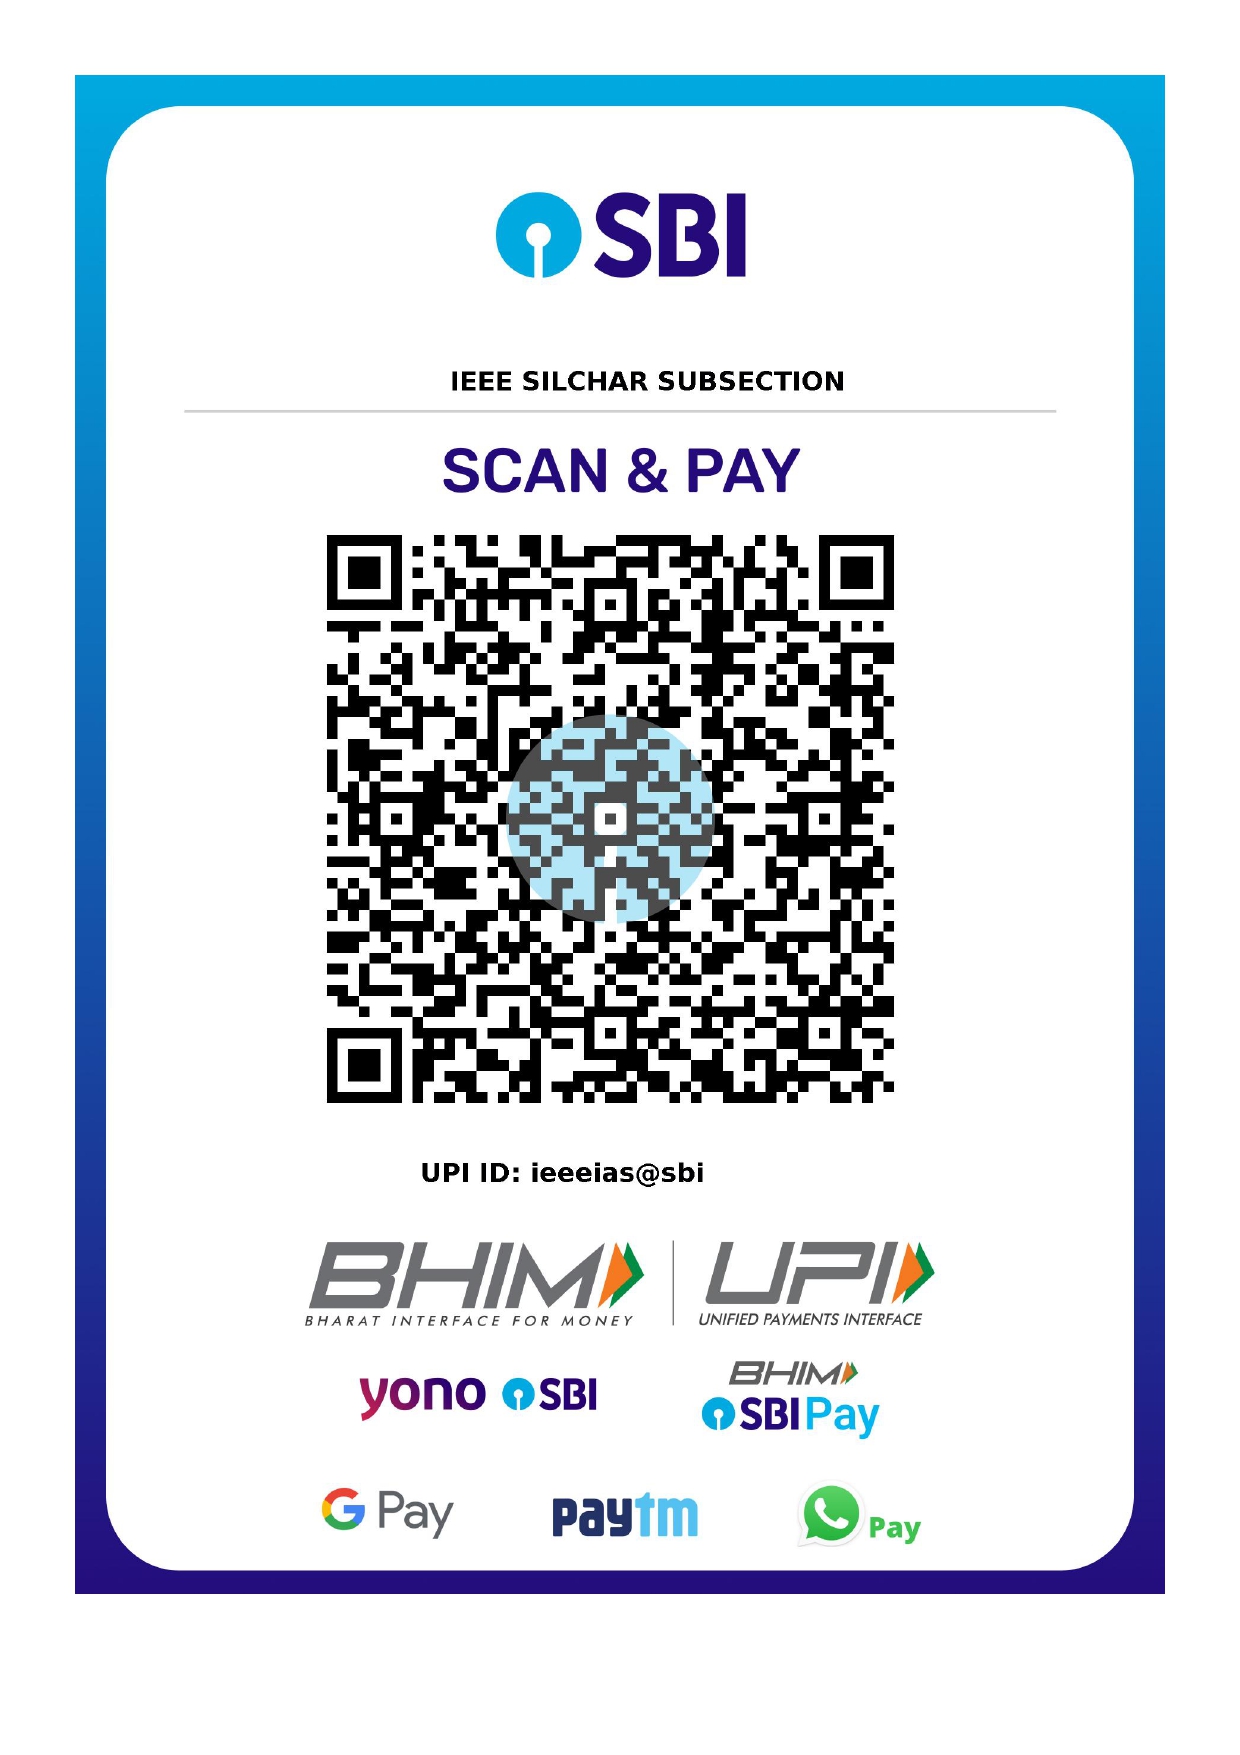 SBI
IEEE SILCHAR SUBSECTION
SCAN & PAY
UPI ID: ieeeias@sbi
BHIM UPI
BHARAT INTERFACE FOR MONEY UNIFIED PAYMENTS INTERFACE
yono SBI
BHIM
SBI Pay
G Pay paytm Pay